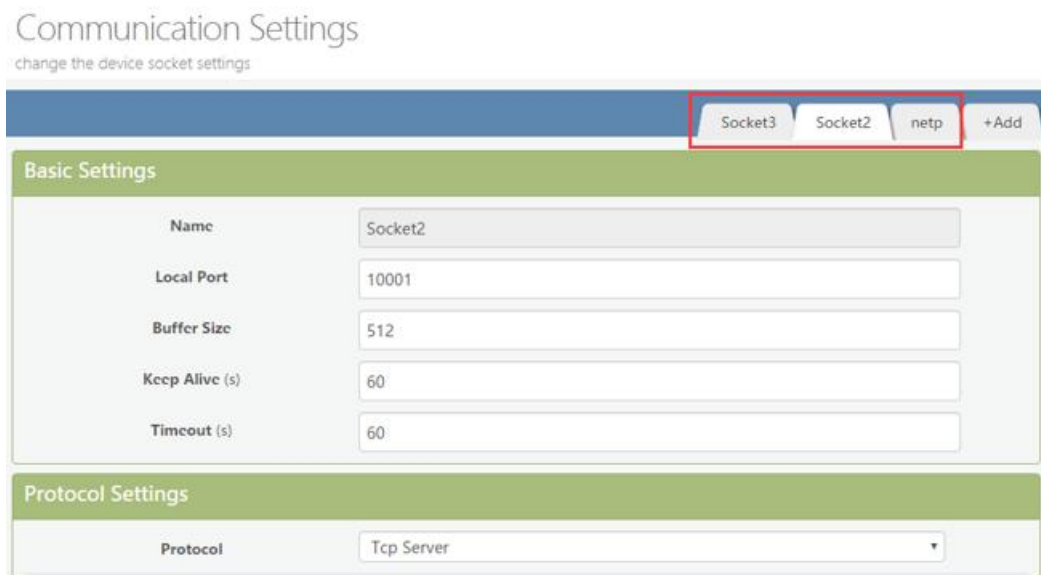 Communication Settings
change the device socket settings
Socket3 Socket2 netp +Add
Basic Settings
Name Socket2
Local Port 10001
Buffer Size 512
Keep Alive (s) 60
Timeout (s) 60
Protocol Settings
Protocol Tcp Server